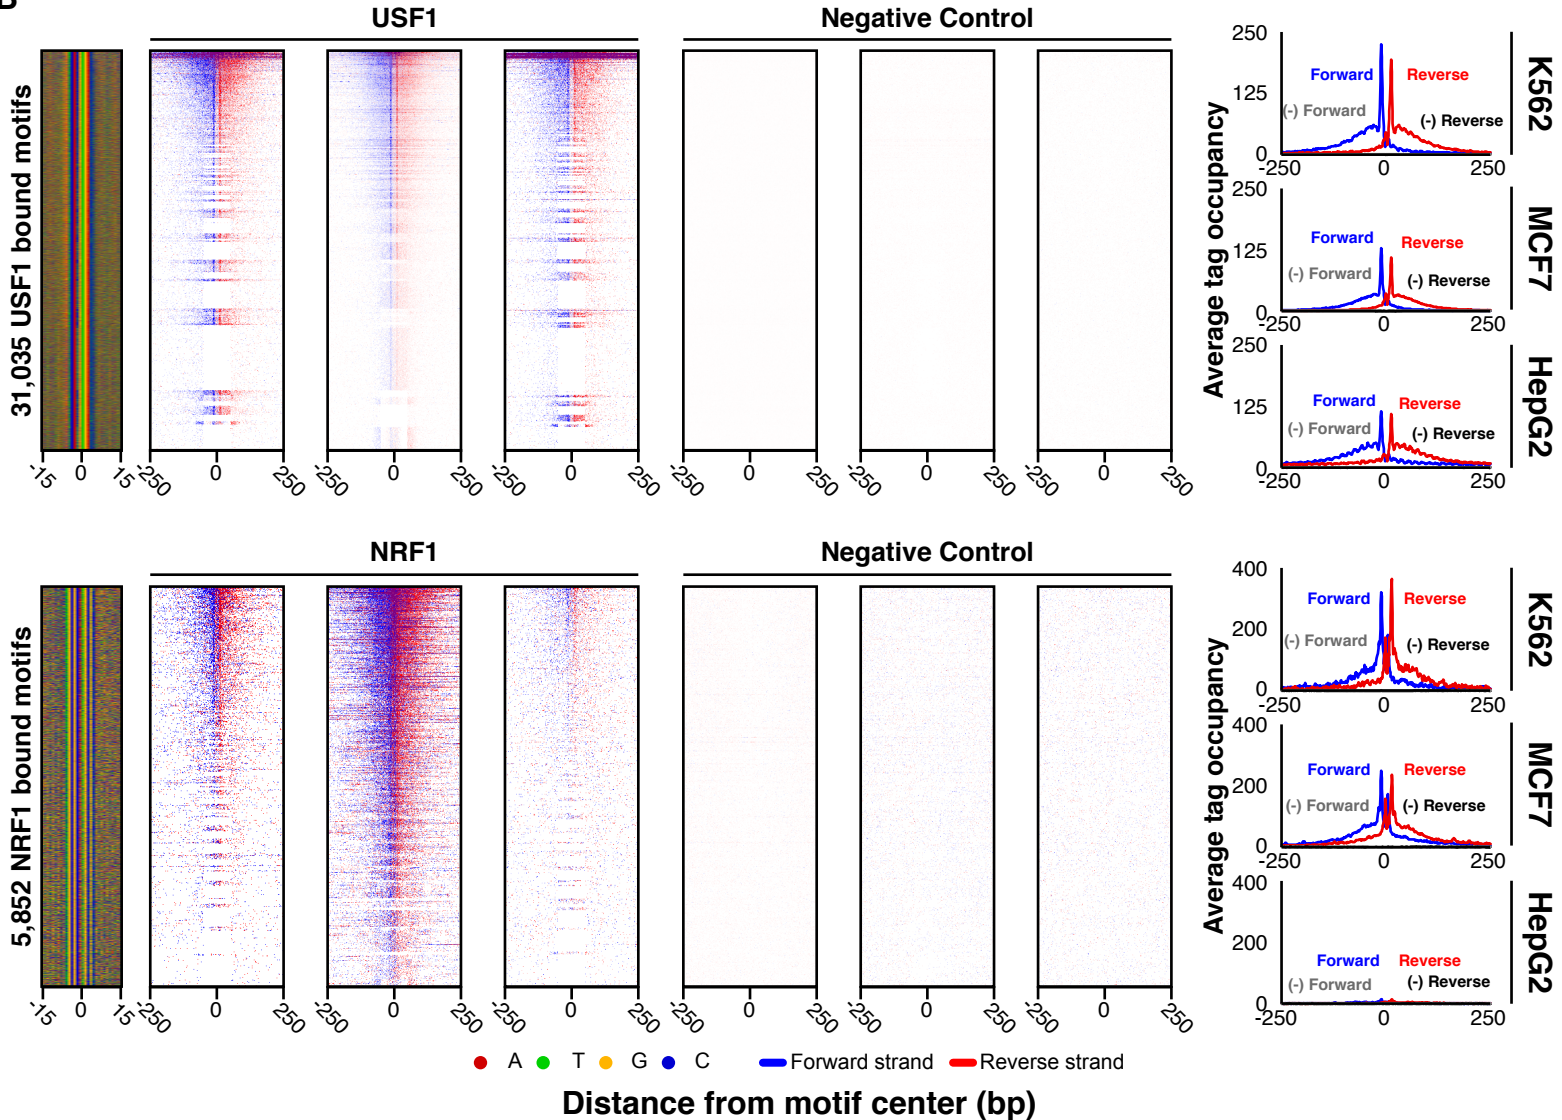 B
USF1
Negative Control
31,035 USF1 bound motifs
-15 0 15
-250 0 250
-250 0 250
-250 0 250
-250 0 250
-250 0 250
-250 0 250
Average tag occupancy
250
125
0
-250 0 250
Forward Reverse
(-) Forward (-) Reverse
K562
250
125
0
-250 0 250
Forward Reverse
(-) Forward (-) Reverse
MCF7
250
125
0
-250 0 250
Forward Reverse
(-) Forward (-) Reverse
HepG2
NRF1
Negative Control
5,852 NRF1 bound motifs
-15 0 15
-250 0 250
-250 0 250
-250 0 250
-250 0 250
-250 0 250
-250 0 250
Average tag occupancy
400
200
0
-250 0 250
Forward Reverse
(-) Forward (-) Reverse
K562
400
200
0
-250 0 250
Forward Reverse
(-) Forward (-) Reverse
MCF7
400
200
0
-250 0 250
Forward Reverse
(-) Forward (-) Reverse
HepG2
A T G C Forward strand Reverse strand
Distance from motif center (bp)